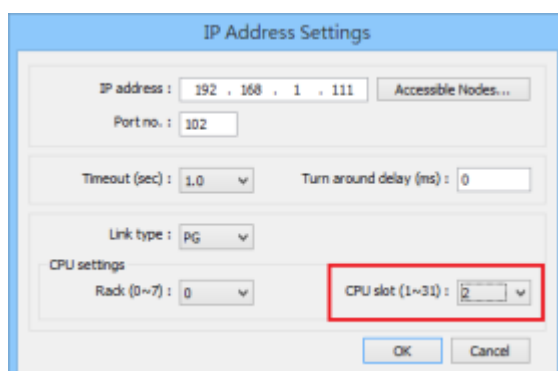 IP Address Settings
IP address : 192 . 168 . 1 . 111 Accessible Nodes...
Port no. : 102
Timeout (sec) : 1.0 Turn around delay (ms) : 0
Link type : PG
CPU settings
Rack (0~7) : 0 CPU slot (1~31) : 2
OK Cancel